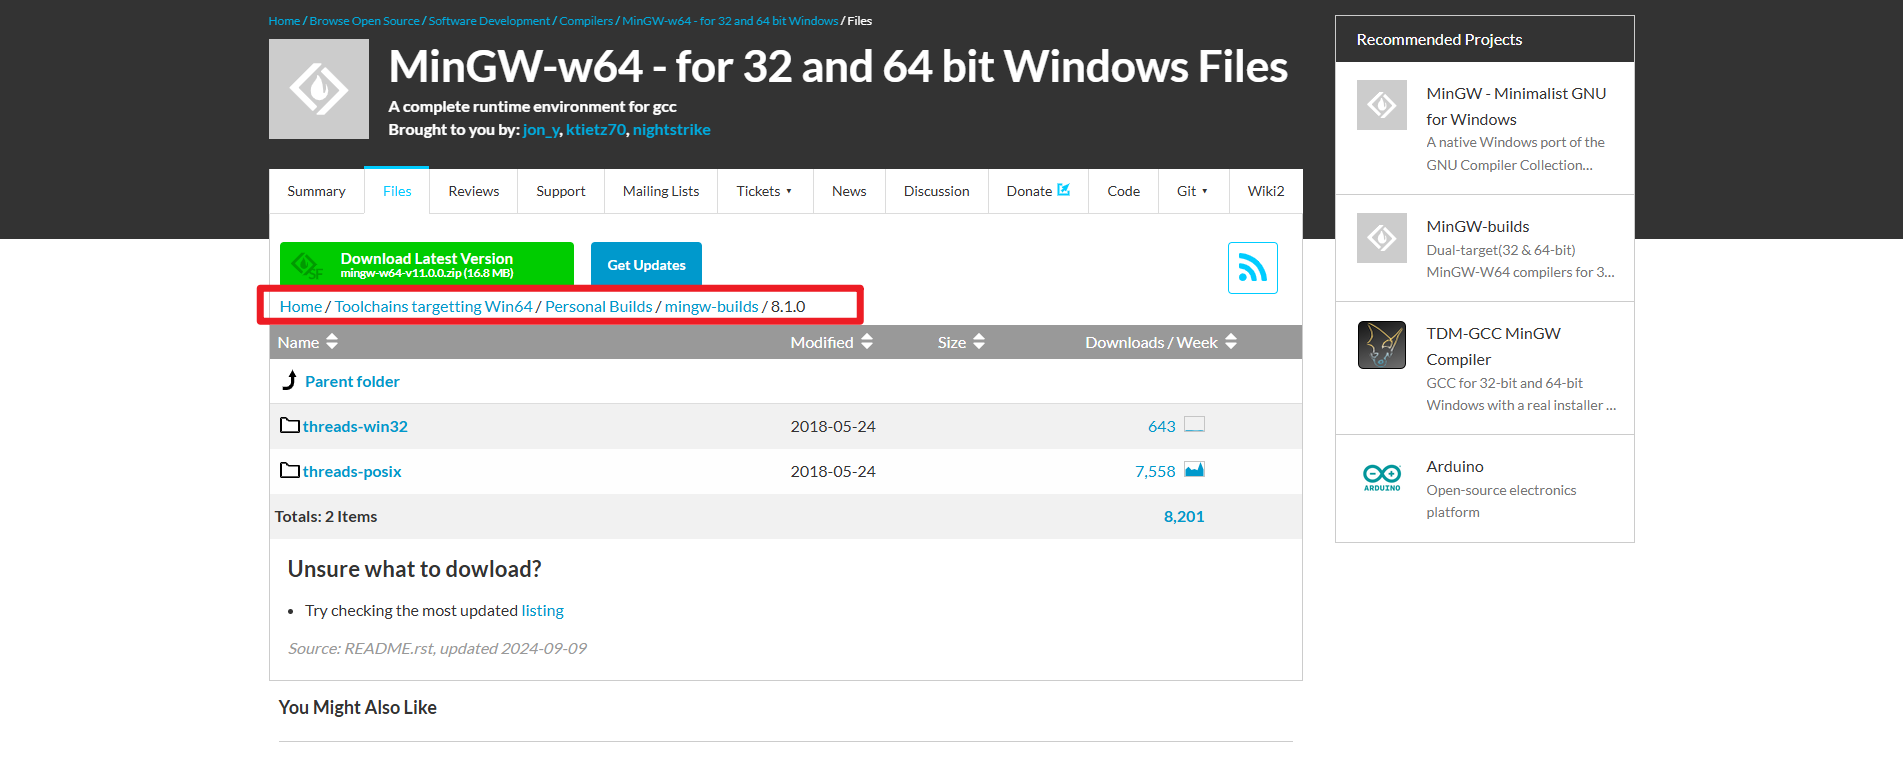 Home / Browse Open Source / Software Development / Compilers / MinGW-w64 - for 32 and 64 bit Windows / Files
MinGW-w64 - for 32 and 64 bit Windows Files
A complete runtime environment for gcc
Brought to you by: jon_y, ktietz70, nightstrike
Summary Files Reviews Support Mailing Lists Tickets ▾ News Discussion Donate Code Git ▾ Wiki2
SF
Download Latest Version
mingw-w64-v11.0.0.zip (16.8 MB)
Get Updates
Home / Toolchains targetting Win64 / Personal Builds / mingw-builds / 8.1.0
Name Modified Size Downloads / Week
Parent folder
threads-win32 2018-05-24 643
threads-posix 2018-05-24 7,558
Totals: 2 Items 8,201
Unsure what to dowload?
• Try checking the most updated listing
Source: README.rst, updated 2024-09-09
You Might Also Like
Recommended Projects
MinGW - Minimalist GNU
for Windows
A native Windows port of the
GNU Compiler Collection...
MinGW-builds
Dual-target(32 & 64-bit)
MinGW-W64 compilers for 3...
TDM-GCC MinGW
Compiler
GCC for 32-bit and 64-bit
Windows with a real installer ...
ARDUINO
Arduino
Open-source electronics
platform